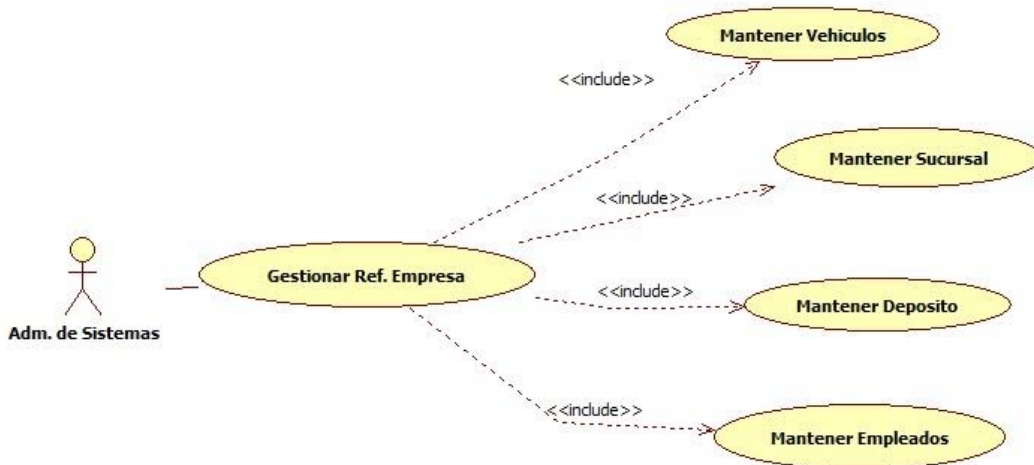 Mantener Vehiculos
<<include>>
Mantener Sucursal
<<include>>
Gestionar Ref. Empresa
Adm. de Sistemas
<<include>>
Mantener Deposito
<<include>>
Mantener Empleados